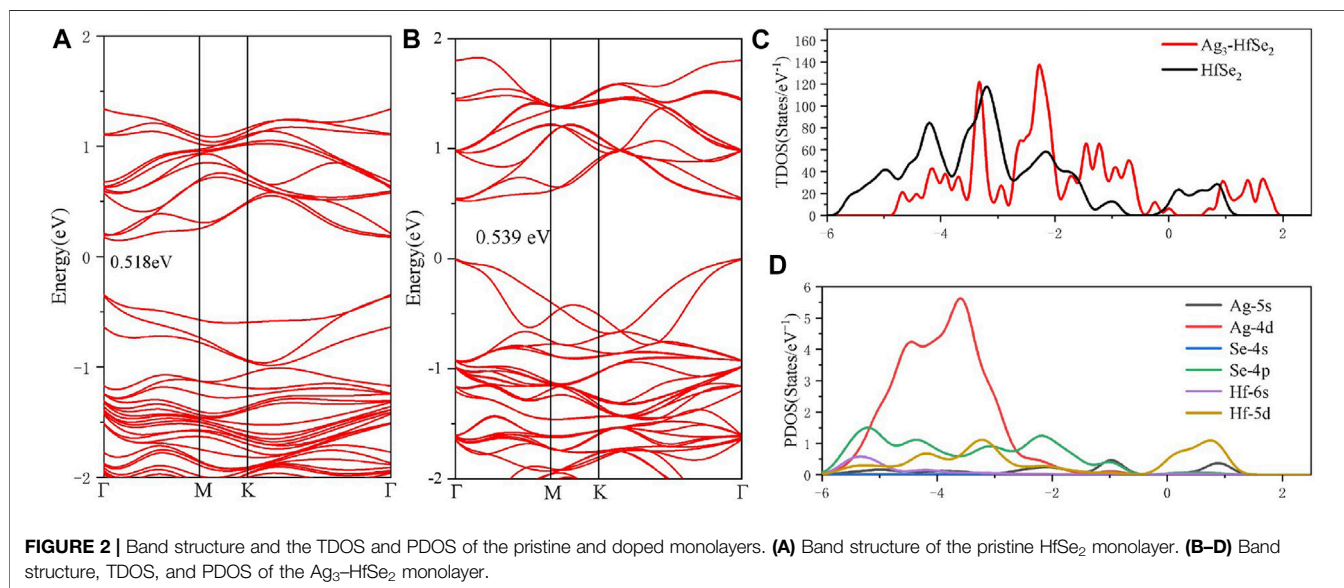 A
2
1
0
-1
-2
Energy(eV)
0.518eV
Γ
M
K
Γ
B
2
1
0
-1
-2
Energy(eV)
0.539 eV
Γ
M
K
Γ
C
160
140
120
100
80
60
40
20
0
TDOS(States/eV⁻¹)
Ag₃-HfSe₂
HfSe₂
-6
-4
-2
0
2
D
6
5
4
3
2
1
0
PDOS(States/eV⁻¹)
Ag-5s
Ag-4d
Se-4s
Se-4p
Hf-6s
Hf-5d
-6
-4
-2
0
2
FIGURE 2 | Band structure and the TDOS and PDOS of the pristine and doped monolayers. (A) Band structure of the pristine HfSe₂ monolayer. (B–D) Band
structure, TDOS, and PDOS of the Ag₃–HfSe₂ monolayer.